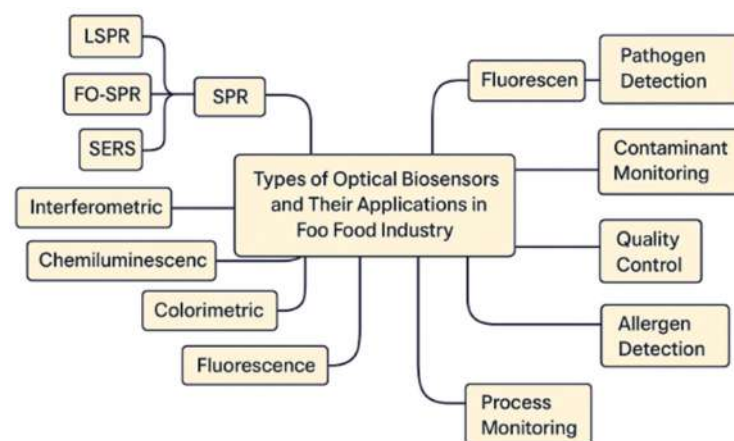 LSPR
FO-SPR
SERS
SPR
Interferometric
Chemiluminescenc
Colorimetric
Fluorescence
Types of Optical Biosensors
and Their Applications in
Foo Food Industry
Fluorescen
Pathogen
Detection
Contaminant
Monitoring
Quality
Control
Allergen
Detection
Process
Monitoring